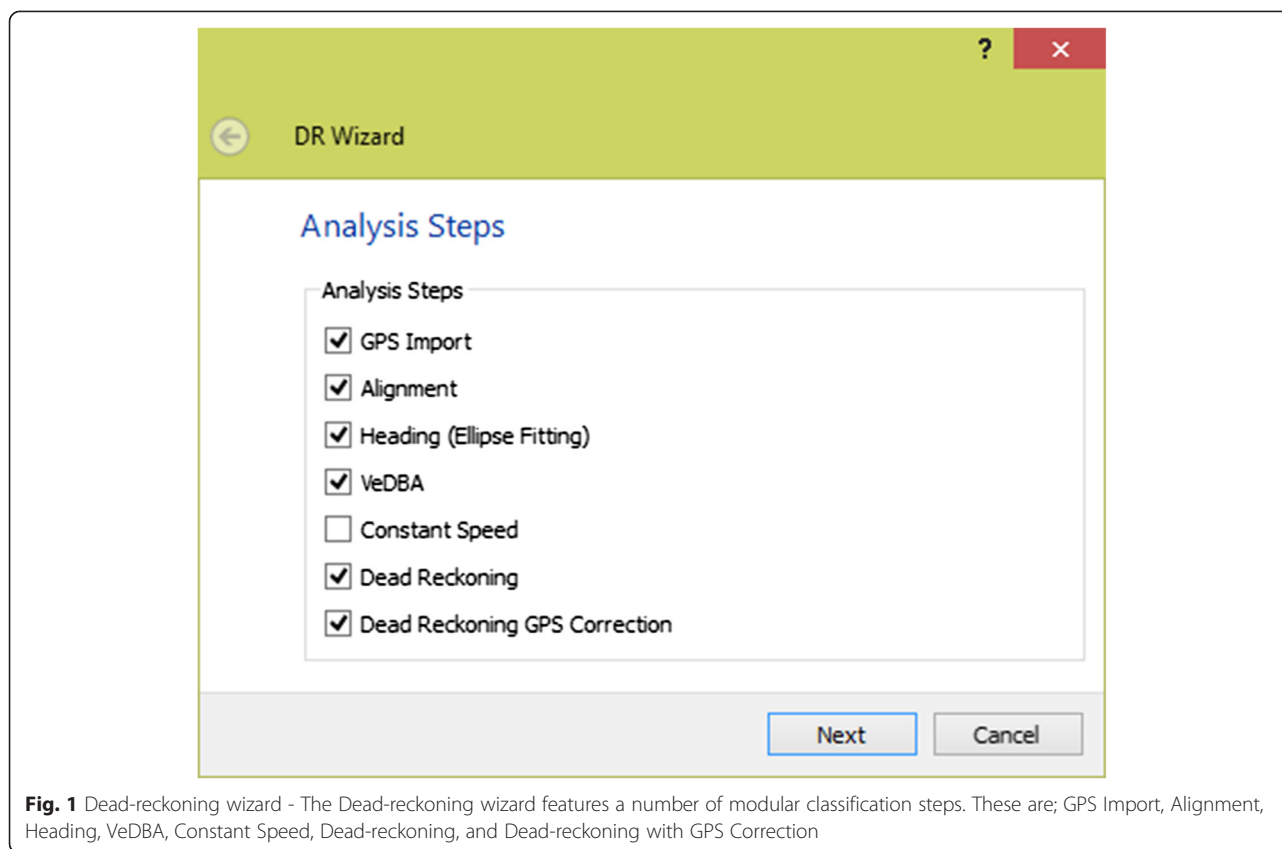 ?
DR Wizard
Analysis Steps
Analysis Steps
GPS Import
Alignment
Heading (Ellipse Fitting)
VeDBA
Constant Speed
Dead Reckoning
Dead Reckoning GPS Correction
Next Cancel
Fig. 1 Dead-reckoning wizard - The Dead-reckoning wizard features a number of modular classification steps. These are; GPS Import, Alignment,
Heading, VeDBA, Constant Speed, Dead-reckoning, and Dead-reckoning with GPS Correction